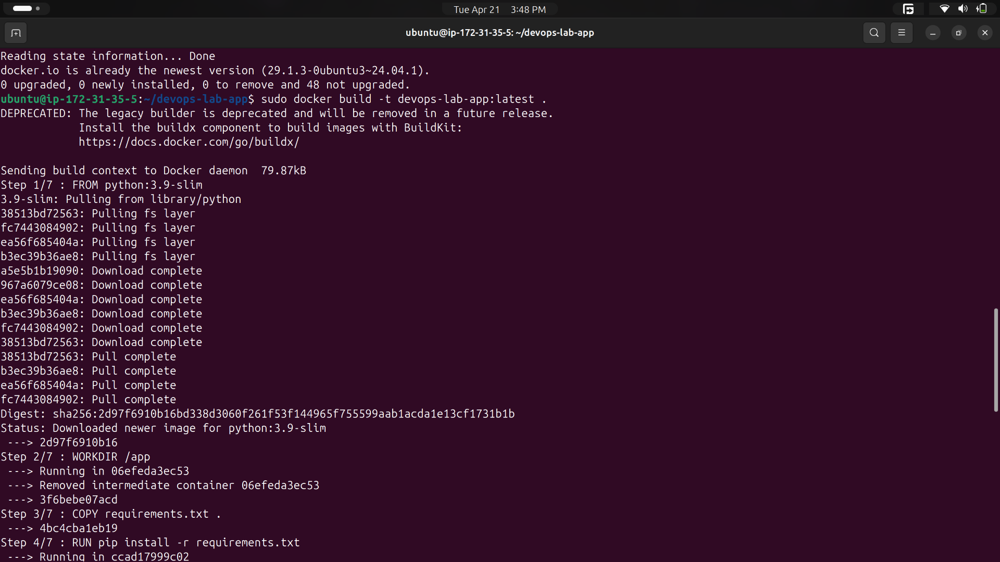 Tue Apr 21 3:48 PM
ubuntu@ip-172-31-35-5: ~/devops-lab-app
Reading state information... Done
docker.io is already the newest version (29.1.3-0ubuntu3~24.04.1).
0 upgraded, 0 newly installed, 0 to remove and 48 not upgraded.
ubuntu@ip-172-31-35-5:~/devops-lab-app$ sudo docker build -t devops-lab-app:latest .
DEPRECATED: The legacy builder is deprecated and will be removed in a future release.
            Install the buildx component to build images with BuildKit:
            https://docs.docker.com/go/buildx/

Sending build context to Docker daemon  79.87kB
Step 1/7 : FROM python:3.9-slim
3.9-slim: Pulling from library/python
38513bd72563: Pulling fs layer
fc7443084902: Pulling fs layer
ea56f685404a: Pulling fs layer
b3ec39b36ae8: Pulling fs layer
a5e5b1b19090: Download complete
967a6079ce08: Download complete
ea56f685404a: Download complete
b3ec39b36ae8: Download complete
fc7443084902: Download complete
38513bd72563: Download complete
38513bd72563: Pull complete
b3ec39b36ae8: Pull complete
ea56f685404a: Pull complete
fc7443084902: Pull complete
Digest: sha256:2d97f6910b16bd338d3060f261f53f144965f755599aab1acda1e13cf1731b1b
Status: Downloaded newer image for python:3.9-slim
 ---> 2d97f6910b16
Step 2/7 : WORKDIR /app
 ---> Running in 06efeda3ec53
 ---> Removed intermediate container 06efeda3ec53
 ---> 3f6bebe07acd
Step 3/7 : COPY requirements.txt .
 ---> 4bc4cba1eb19
Step 4/7 : RUN pip install -r requirements.txt
 ---> Running in ccad17999c02